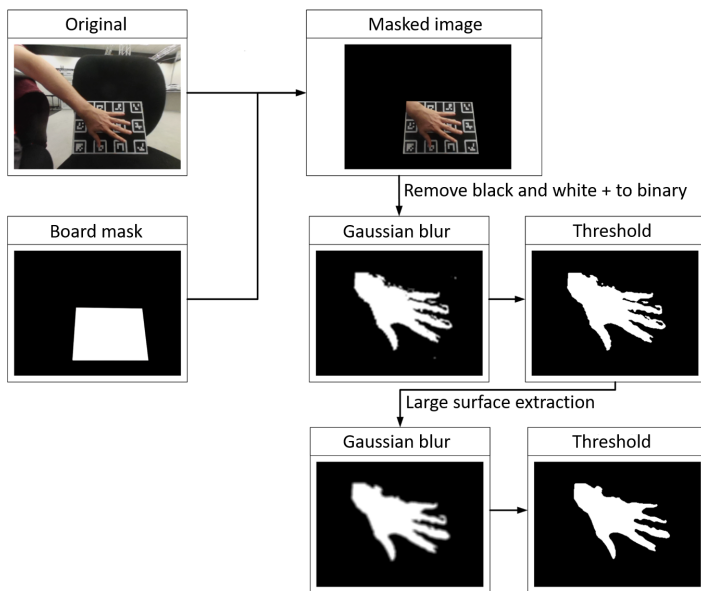 Original
Masked image
Remove black and white + to binary
Board mask
Gaussian blur
Threshold
Large surface extraction
Gaussian blur
Threshold